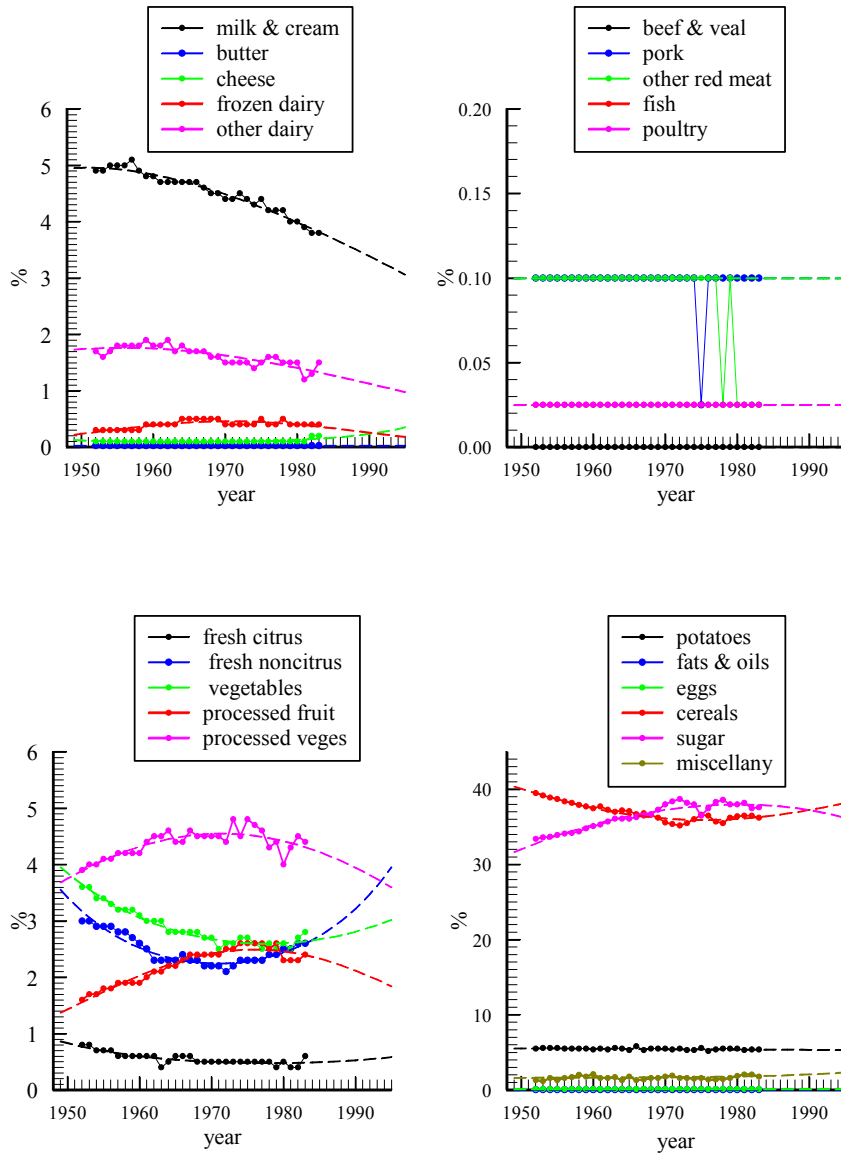 milk & cream
butter
cheese
frozen dairy
other dairy
6
5
4
3
2
1
0
%
1950 1960 1970 1980 1990
year
beef & veal
pork
other red meat
fish
poultry
0.20
0.15
0.10
0.05
0.00
%
1950 1960 1970 1980 1990
year
fresh citrus
fresh noncitrus
vegetables
processed fruit
processed veges
6
5
4
3
2
1
0
%
1950 1960 1970 1980 1990
year
potatoes
fats & oils
eggs
cereals
sugar
miscellany
40
30
20
10
0
%
1950 1960 1970 1980 1990
year